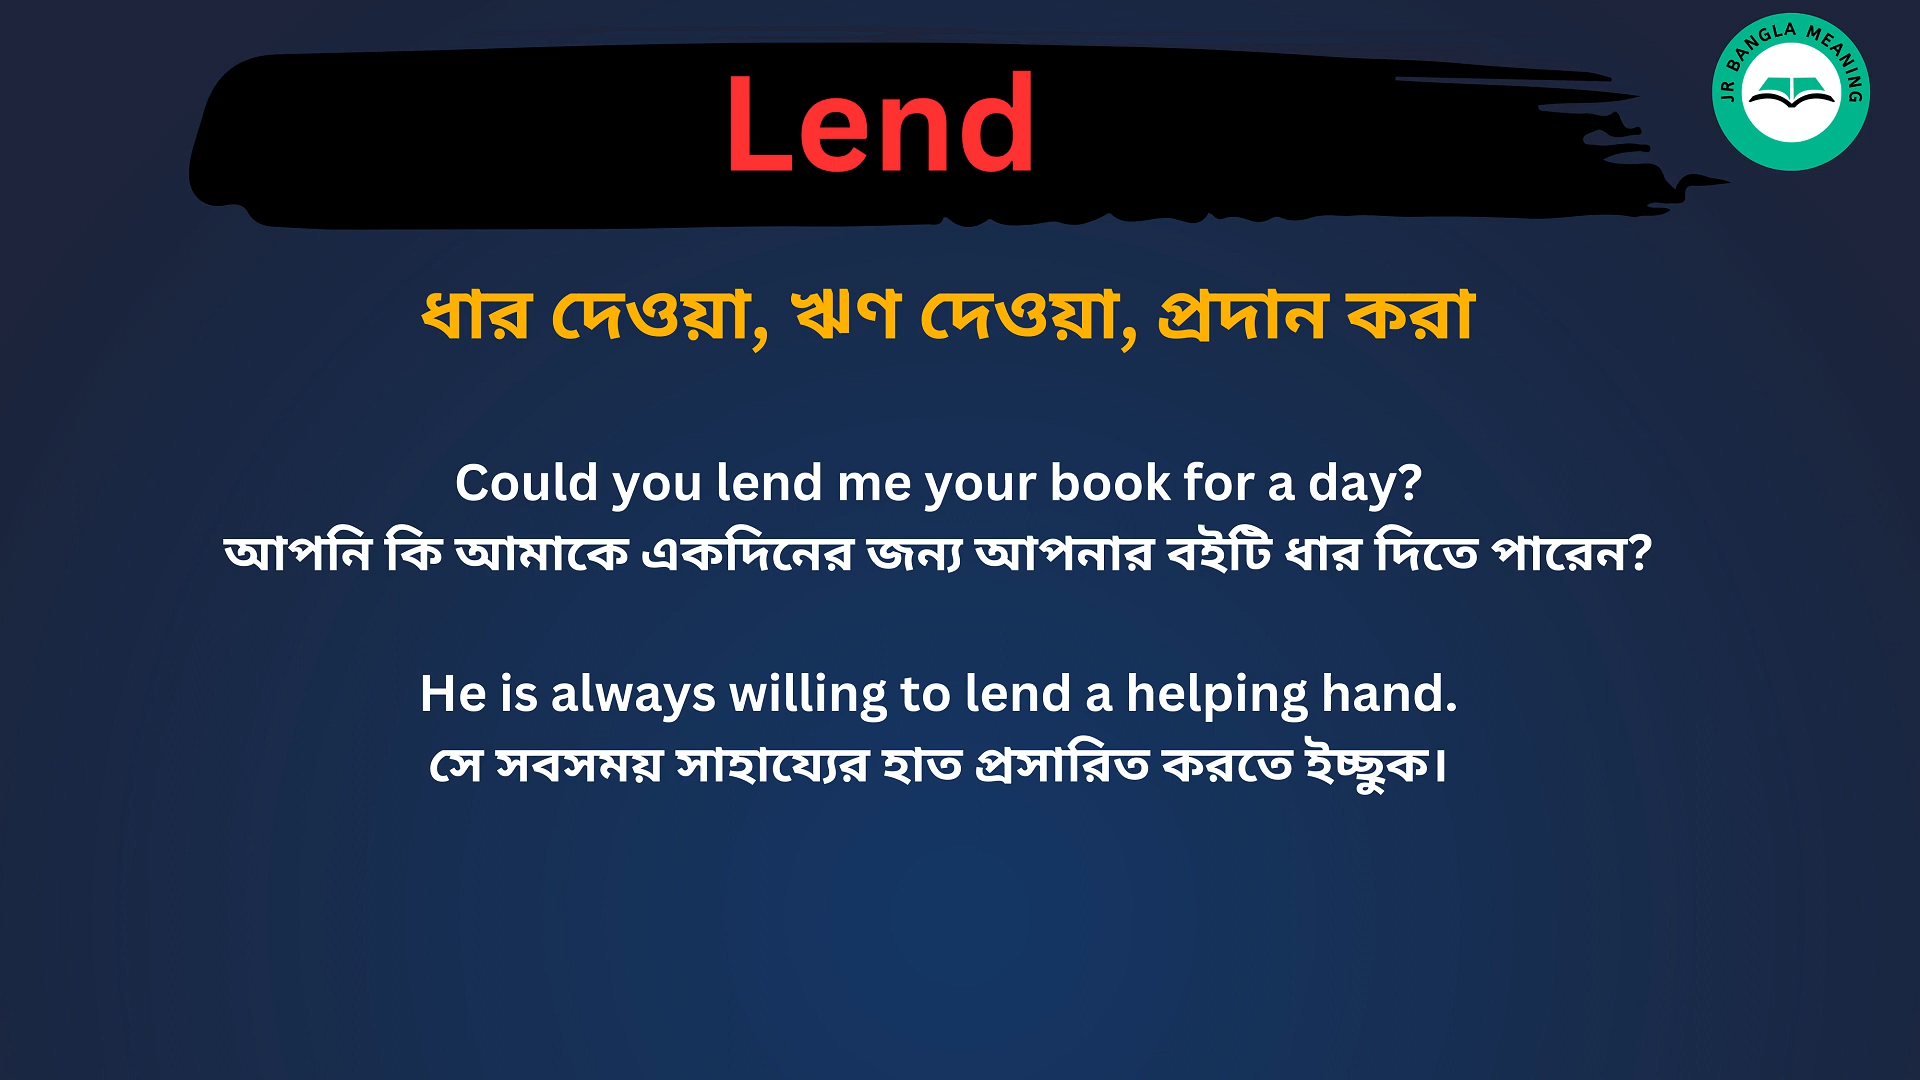 Lend
JR BANGLA MEANING
ধার দেওয়া, ঋণ দেওয়া, প্রদান করা
Could you lend me your book for a day?
আপনি কি আমাকে একদিনের জন্য আপনার বইটি ধার দিতে পারেন?
He is always willing to lend a helping hand.
সে সবসময় সাহায্যের হাত প্রসারিত করতে ইচ্ছুক।